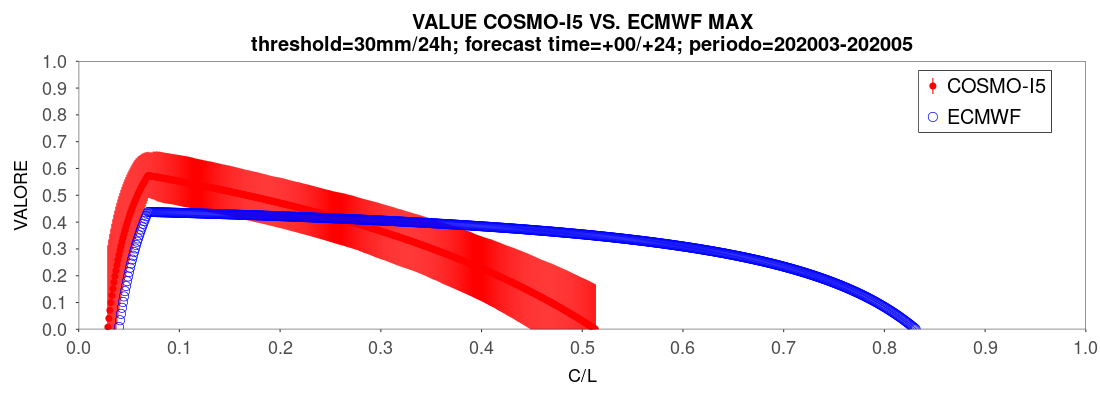 VALUE COSMO-I5 VS. ECMWF MAX
threshold=30mm/24h; forecast time=+00/+24; periodo=202003-202005
1.0
0.9
0.8
0.7
0.6
0.5
0.4
0.3
0.2
0.1
0.0
VALORE
COSMO-I5
ECMWF
0.0 0.1 0.2 0.3 0.4 0.5 0.6 0.7 0.8 0.9 1.0
C/L